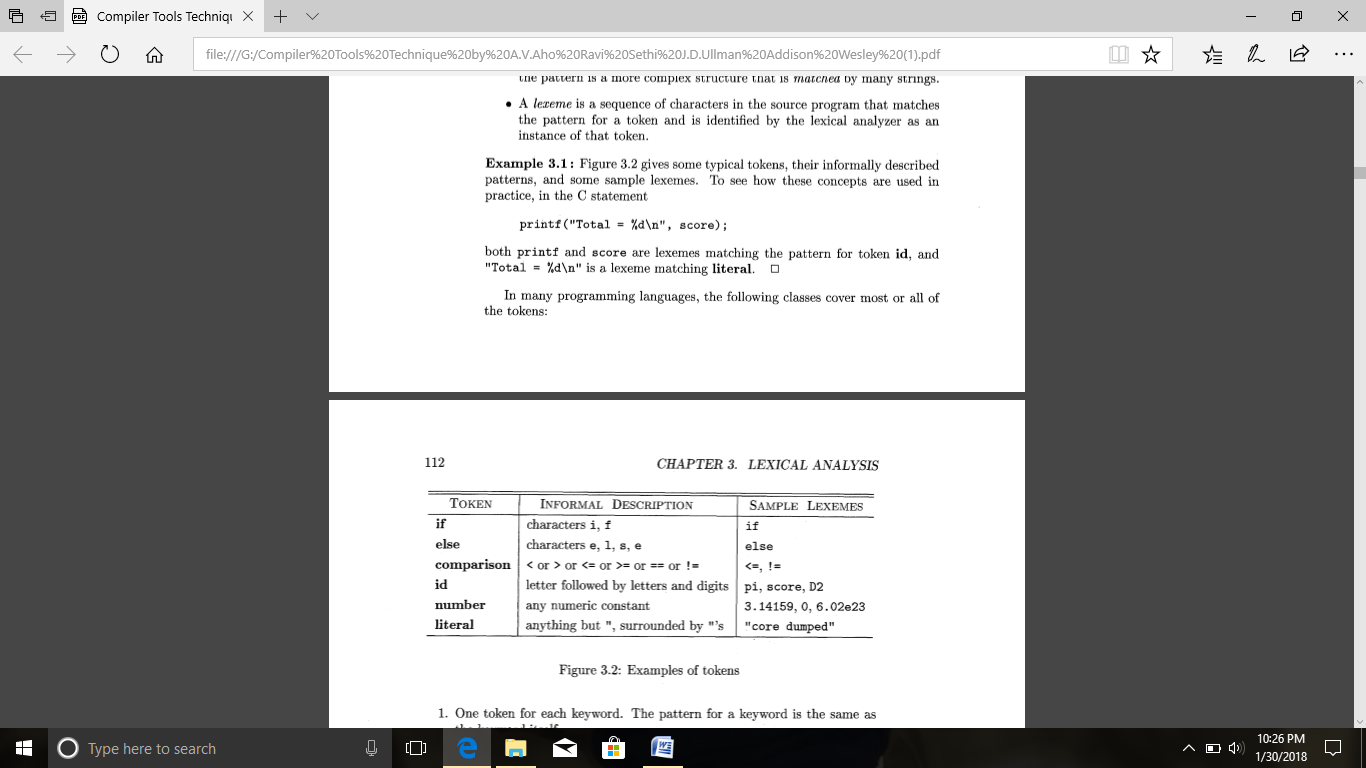 Compiler Tools Techniqu
file:///G:/Compiler%20Tools%20Technique%20by%20A.V.Aho%20Ravi%20Sethi%20J.D.Ullman%20Addison%20Wesley%20(1).pdf
the pattern is a more complex structure that is matched by many strings.
• A lexeme is a sequence of characters in the source program that matches
the pattern for a token and is identified by the lexical analyzer as an
instance of that token.
Example 3.1: Figure 3.2 gives some typical tokens, their informally described
patterns, and some sample lexemes. To see how these concepts are used in
practice, in the C statement
printf("Total = %d\n", score);
both printf and score are lexemes matching the pattern for token id, and
"Total = %d\n" is a lexeme matching literal. □
In many programming languages, the following classes cover most or all of
the tokens:
112 CHAPTER 3. LEXICAL ANALYSIS
TOKEN INFORMAL DESCRIPTION SAMPLE LEXEMES
if characters i, f if
else characters e, l, s, e else
comparison < or > or <= or >= or == or != <=, !=
id letter followed by letters and digits pi, score, D2
number any numeric constant 3.14159, 0, 6.02e23
literal anything but ", surrounded by "'s "core dumped"
Figure 3.2: Examples of tokens
1. One token for each keyword. The pattern for a keyword is the same as
Type here to search
10:26 PM
1/30/2018